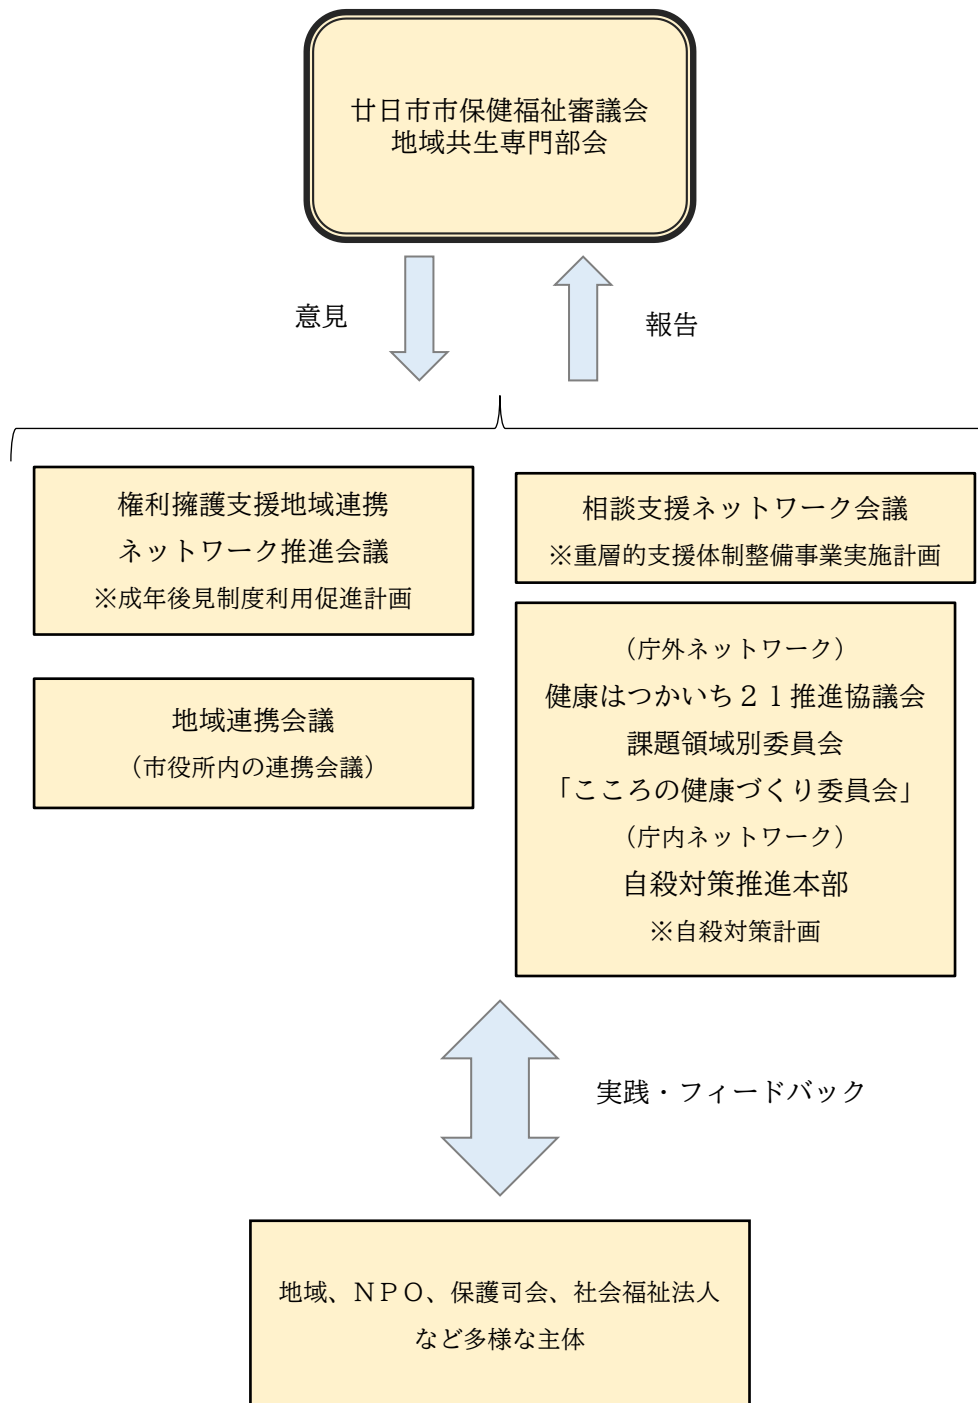 廿日市市保健福祉審議会
地域共生専門部会
意見
報告
権利擁護支援地域連携
ネットワーク推進会議
※成年後見制度利用促進計画
相談支援ネットワーク会議
※重層的支援体制整備事業実施計画
地域連携会議
（市役所内の連携会議）
（庁外ネットワーク）
健康はつかいち２１推進協議会
課題領域別委員会
「こころの健康づくり委員会」
（庁内ネットワーク）
自殺対策推進本部
※自殺対策計画
実践・フィードバック
地域、ＮＰＯ、保護司会、社会福祉法人
など多様な主体